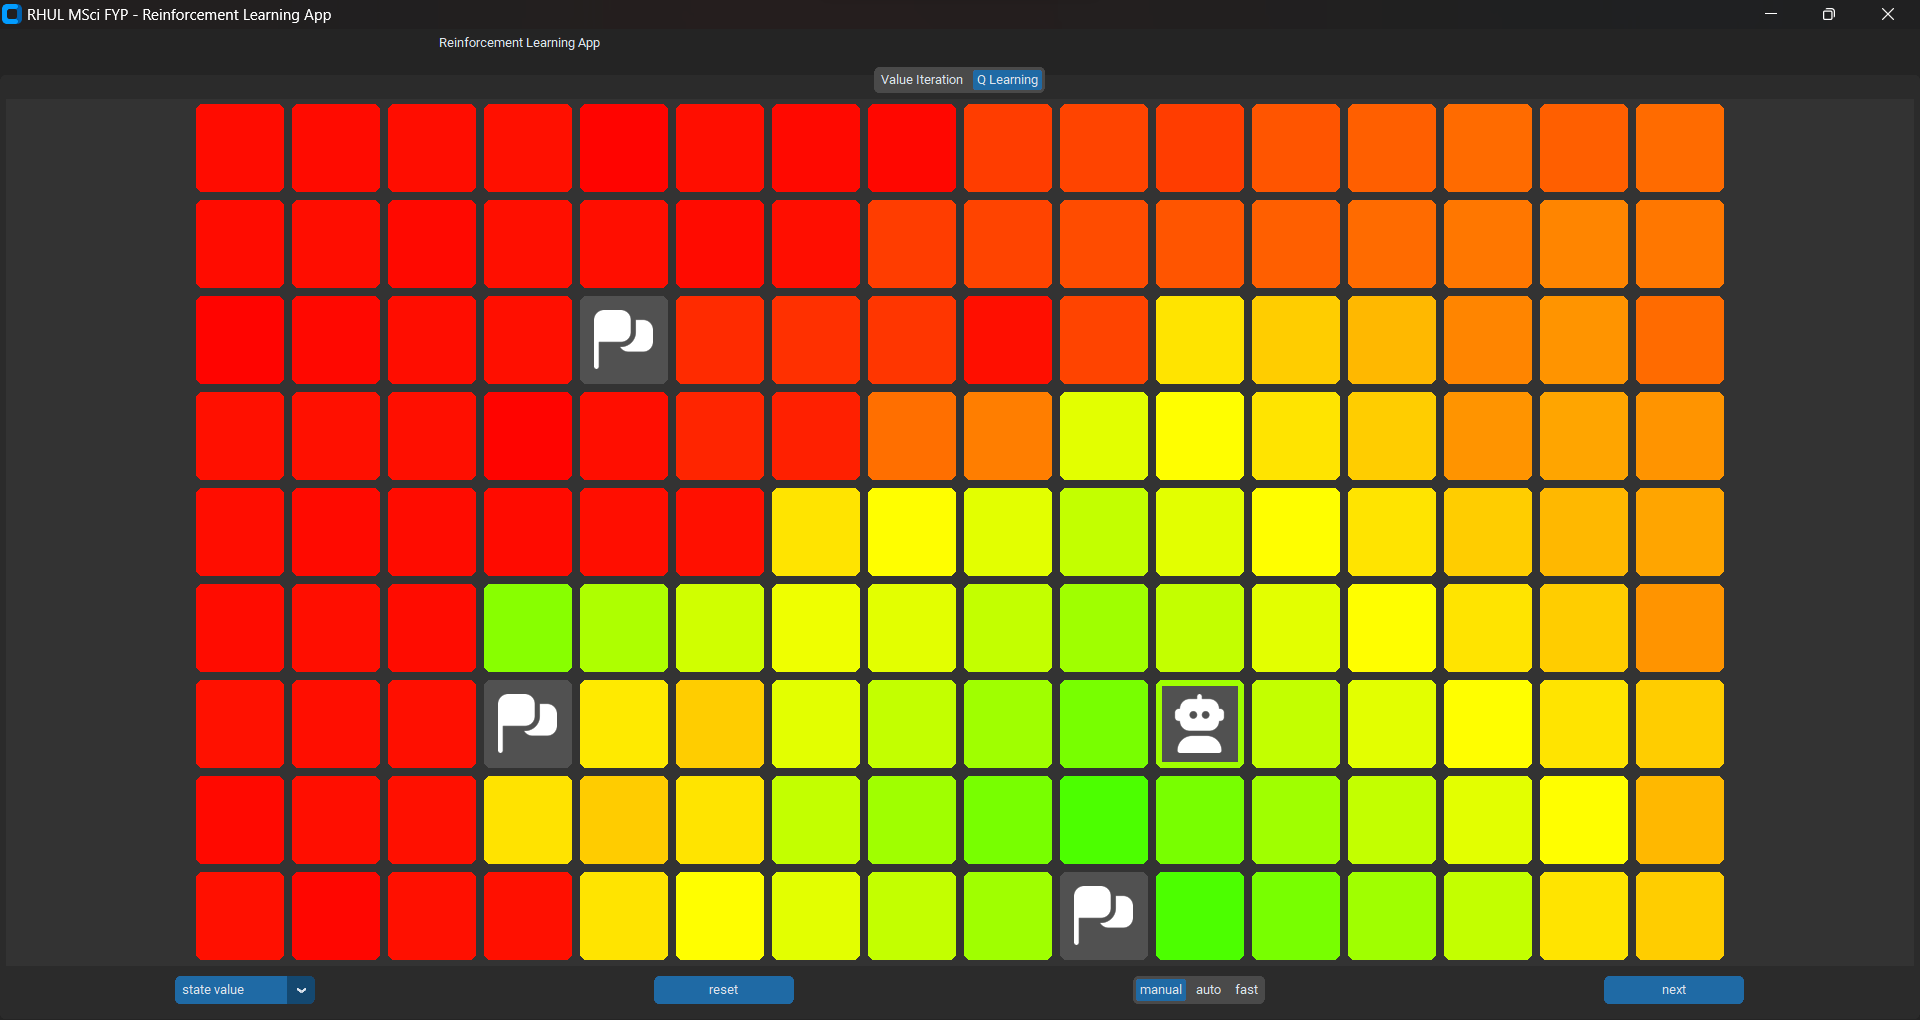 RHUL MSci FYP - Reinforcement Learning App
Reinforcement Learning App
Value Iteration Q Learning
state value reset manual auto fast next